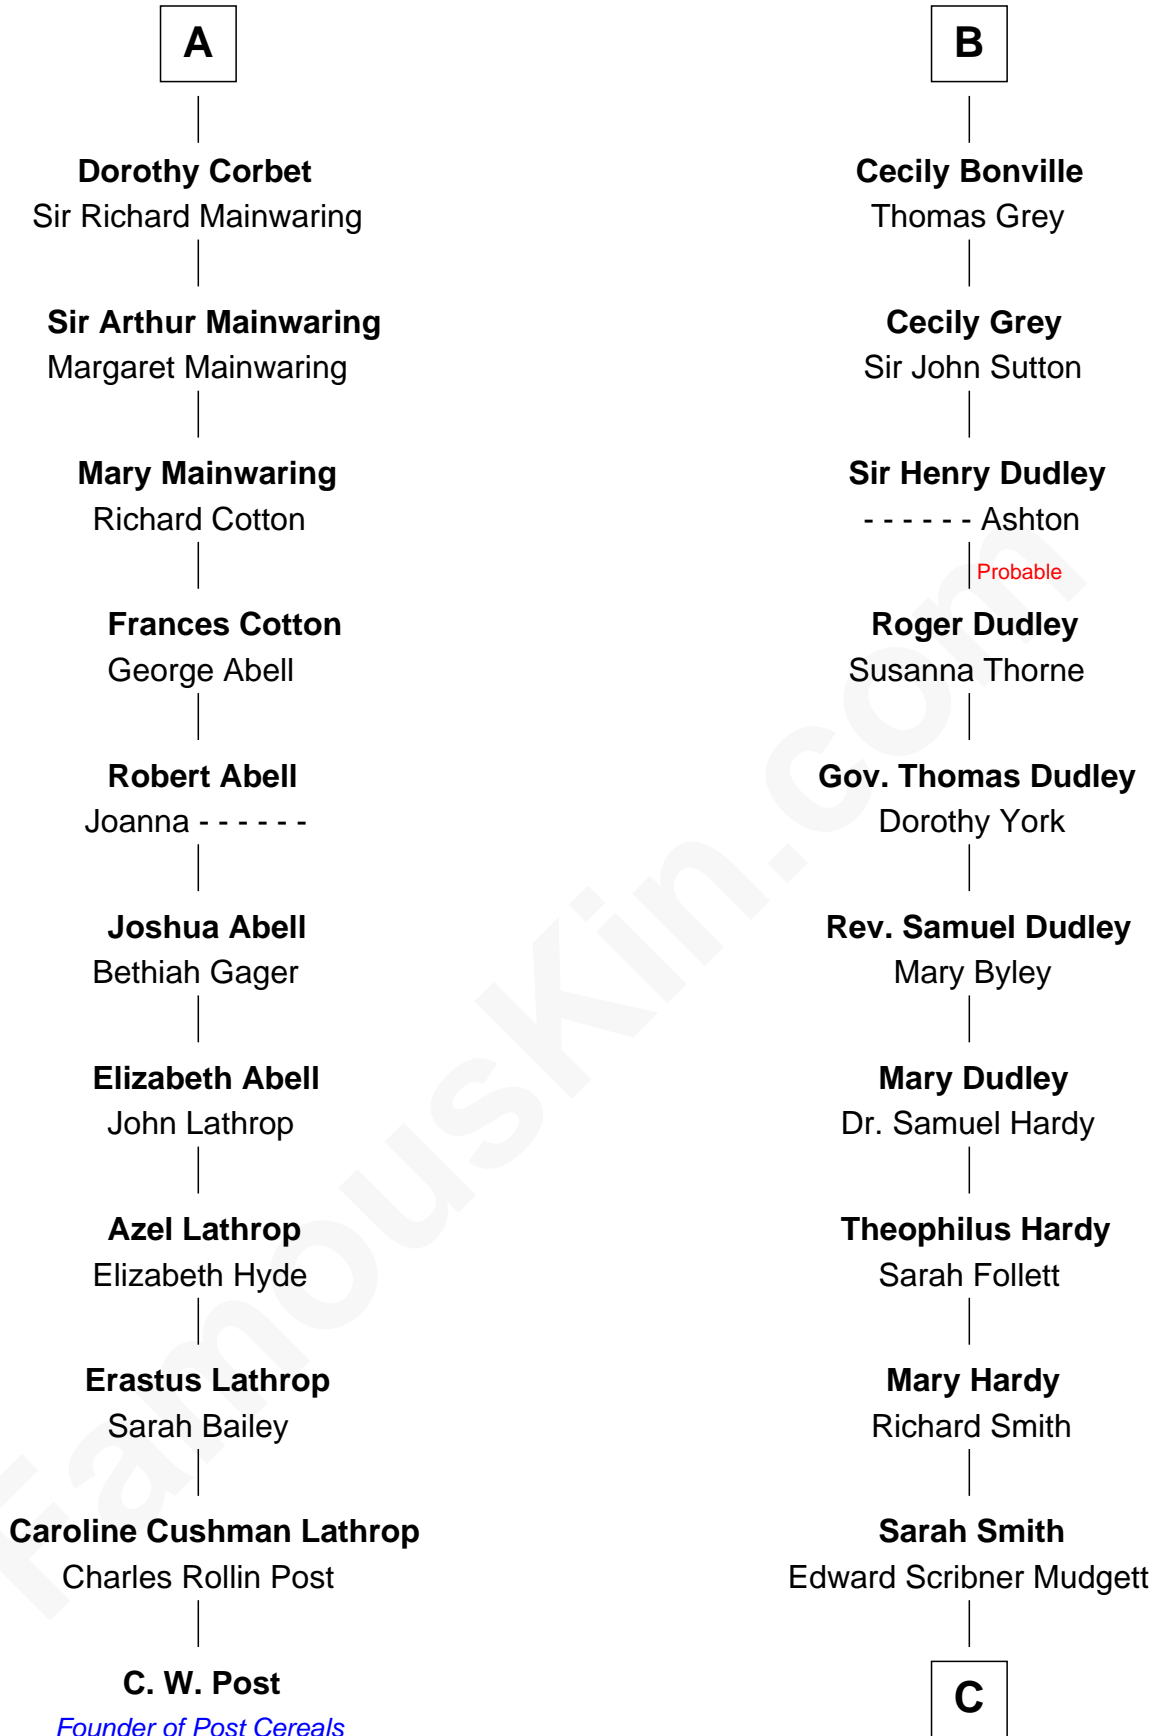 A
Dorothy Corbet
Sir Richard Mainwaring
Sir Arthur Mainwaring
Margaret Mainwaring
Mary Mainwaring
Richard Cotton
Frances Cotton
George Abell
Robert Abell
Joanna - - - - - -
Joshua Abell
Bethiah Gager
Elizabeth Abell
John Lathrop
Azel Lathrop
Elizabeth Hyde
Erastus Lathrop
Sarah Bailey
Caroline Cushman Lathrop
Charles Rollin Post
C. W. Post
Founder of Post Cereals
B
Cecily Bonville
Thomas Grey
Cecily Grey
Sir John Sutton
Sir Henry Dudley
- - - - - - Ashton
Probable
Roger Dudley
Susanna Thorne
Gov. Thomas Dudley
Dorothy York
Rev. Samuel Dudley
Mary Byley
Mary Dudley
Dr. Samuel Hardy
Theophilus Hardy
Sarah Follett
Mary Hardy
Richard Smith
Sarah Smith
Edward Scribner Mudgett
C
FamousKin.com